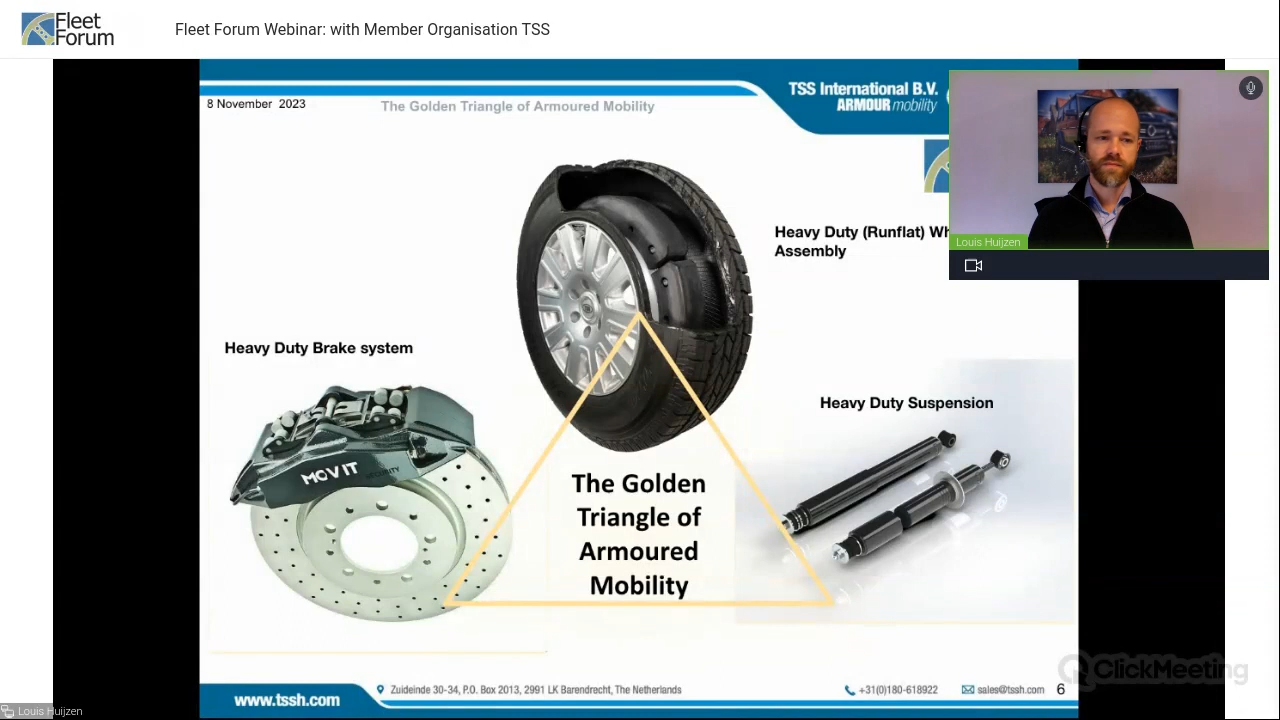 Fleet
Forum
Fleet Forum Webinar: with Member Organisation TSS
8 November 2023
The Golden Triangle of Armoured Mobility
TSS International B.V.
ARMOUR mobility
Louis Huijzen
Heavy Duty (Runflat) Wh
Assembly
Heavy Duty Brake system
Heavy Duty Suspension
MOVIT
SECURITY
The Golden
Triangle of
Armoured
Mobility
ClickMeeting
www.tssh.com
Zuideinde 30-34, P.O. Box 2013, 2991 LK Barendrecht, The Netherlands
+31(0)180-618922
sales@tssh.com
6
Louis Huijzen